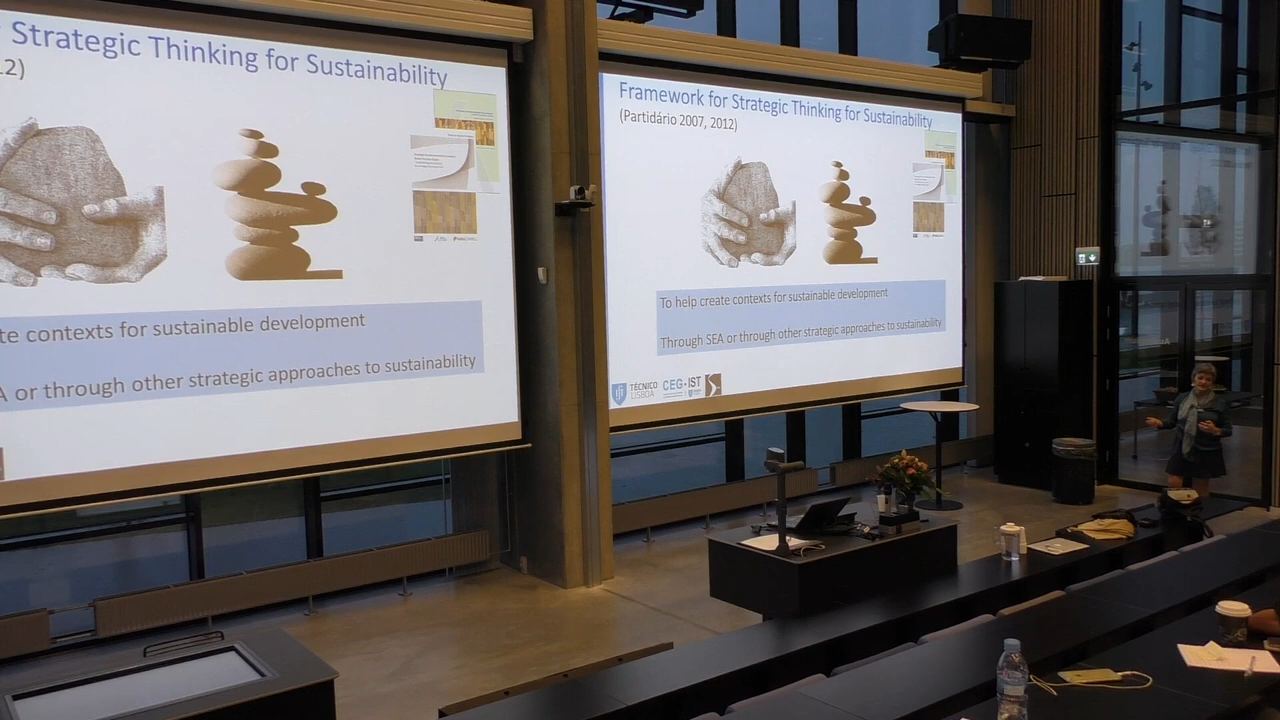 Strategic Thinking for Sustainability
12)
te contexts for sustainable development
A or through other strategic approaches to sustainability
Framework for Strategic Thinking for Sustainability
(Partidário 2007, 2012)
To help create contexts for sustainable development
Through SEA or through other strategic approaches to sustainability
TÉCNICO
LISBOA
CEG-IST